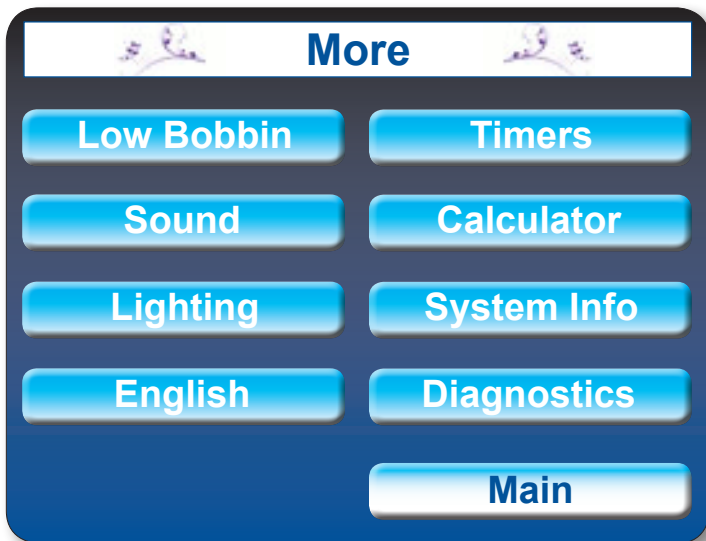 More
Low Bobbin
Timers
Sound
Calculator
Lighting
System Info
English
Diagnostics
Main